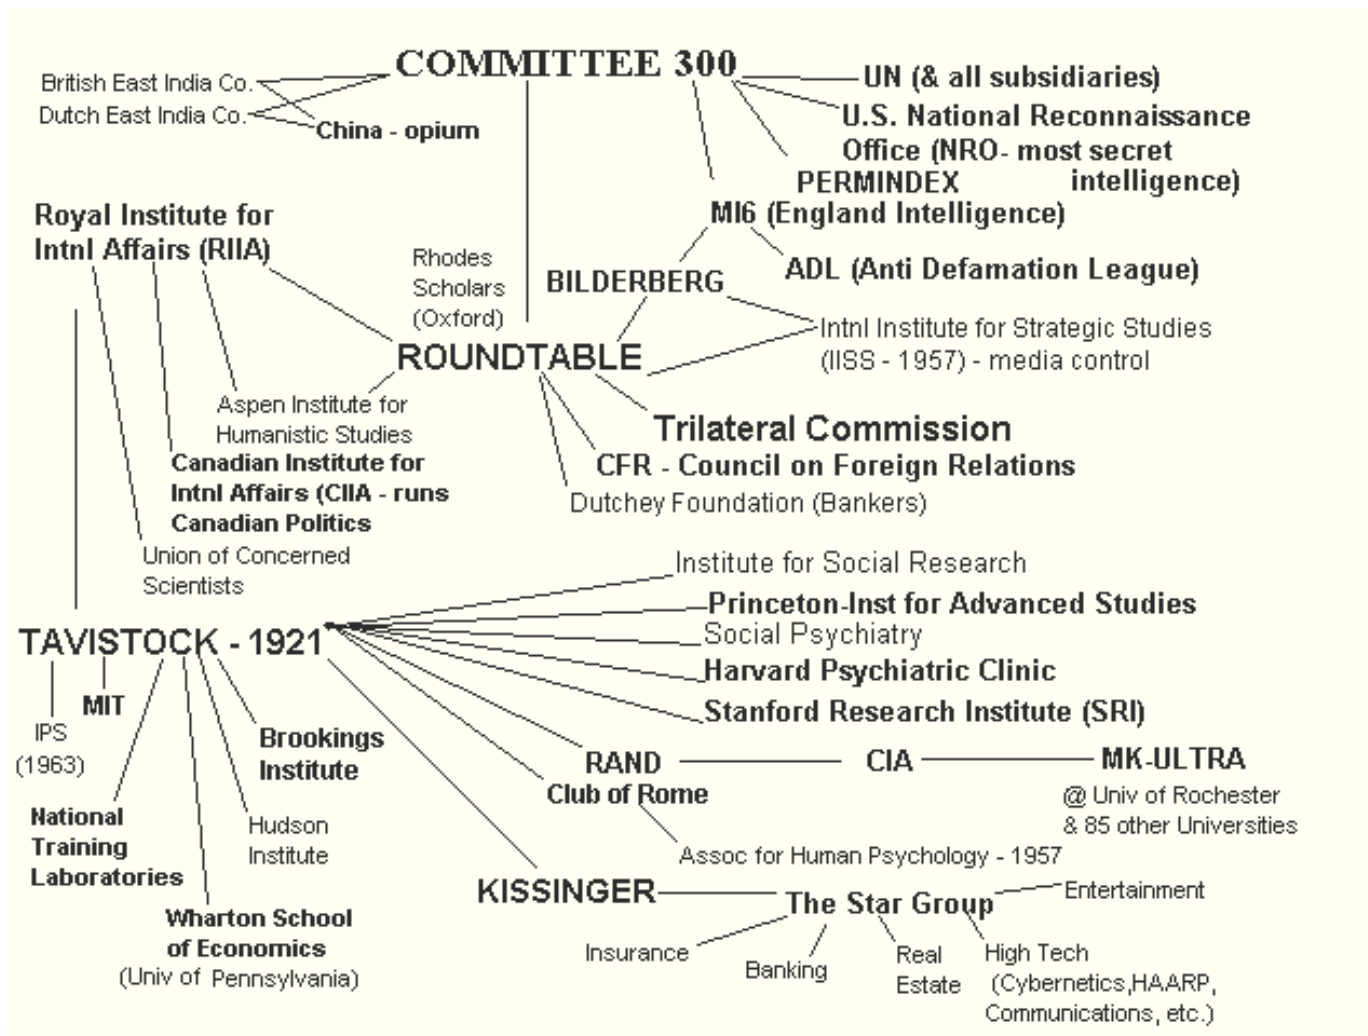 COMMITTEE 300
British East India Co.
Dutch East India Co.
China - opium
UN (& all subsidiaries)
U.S. National Reconnaissance
Office (NRO- most secret
intelligence)
PERMINDEX
MI6 (England Intelligence)
ADL (Anti Defamation League)
Royal Institute for
Intnl Affairs (RIIA)
Rhodes
Scholars
(Oxford)
BILDERBERG
Intnl Institute for Strategic Studies
(IISS - 1957) - media control
ROUNDTABLE
Aspen Institute for
Humanistic Studies
Trilateral Commission
CFR - Council on Foreign Relations
Dutchey Foundation (Bankers)
Canadian Institute for
Intnl Affairs (CIIA - runs
Canadian Politics
Union of Concerned
Scientists
Institute for Social Research
Princeton-Inst for Advanced Studies
Social Psychiatry
Harvard Psychiatric Clinic
Stanford Research Institute (SRI)
TAVISTOCK - 1921
MIT
IPS
(1963)
Brookings
Institute
RAND
CIA
MK-ULTRA
@ Univ of Rochester
& 85 other Universities
Club of Rome
National
Training
Laboratories
Hudson
Institute
Assoc for Human Psychology - 1957
KISSINGER
The Star Group
Entertainment
Wharton School
of Economics
(Univ of Pennsylvania)
Insurance
Banking
Real
Estate
High Tech
(Cybernetics,HAARP,
Communications, etc.)